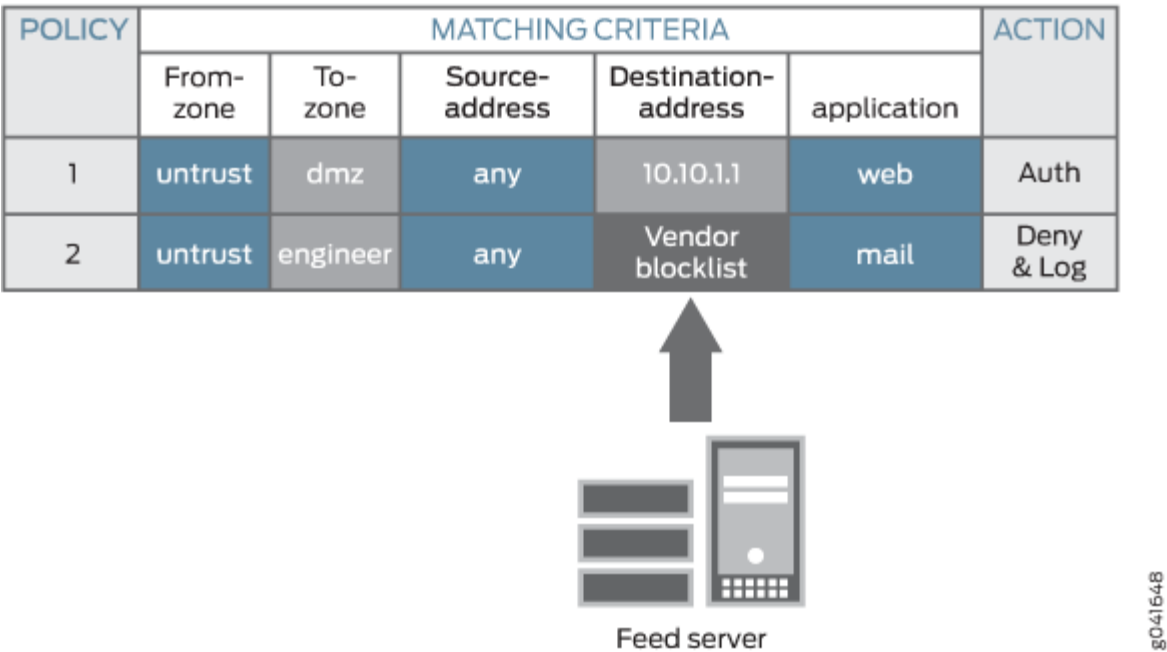 POLICY MATCHING CRITERIA ACTION
From-zone To-zone Source-address Destination-address application
1 untrust dmz any 10.10.1.1 web Auth
2 untrust engineer any Vendor blocklist mail Deny & Log
Feed server
g041648